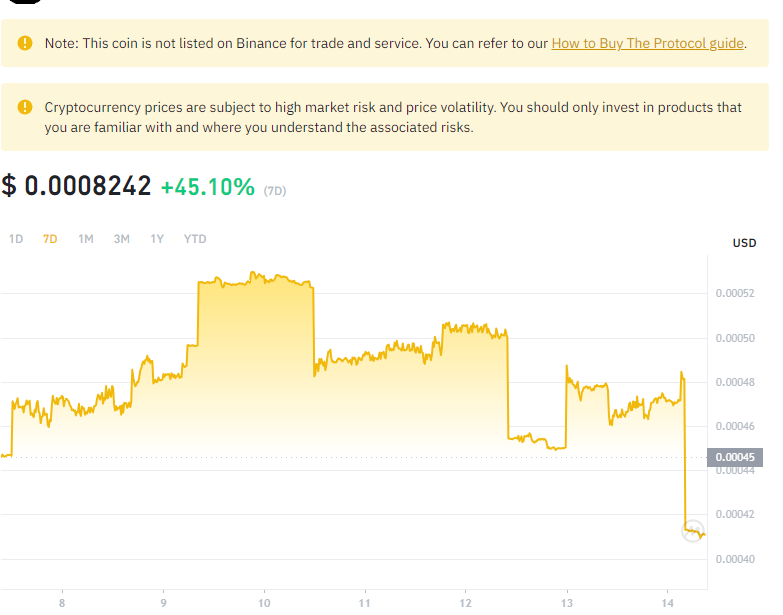 Note: This coin is not listed on Binance for trade and service. You can refer to our How to Buy The Protocol guide.
Cryptocurrency prices are subject to high market risk and price volatility. You should only invest in products that
you are familiar with and where you understand the associated risks.
$ 0.0008242 +45.10% (7D)
1D 7D 1M 3M 1Y YTD
USD
0.00052
0.00050
0.00048
0.00046
0.00045
0.00044
0.00042
0.00040
8 9 10 11 12 13 14